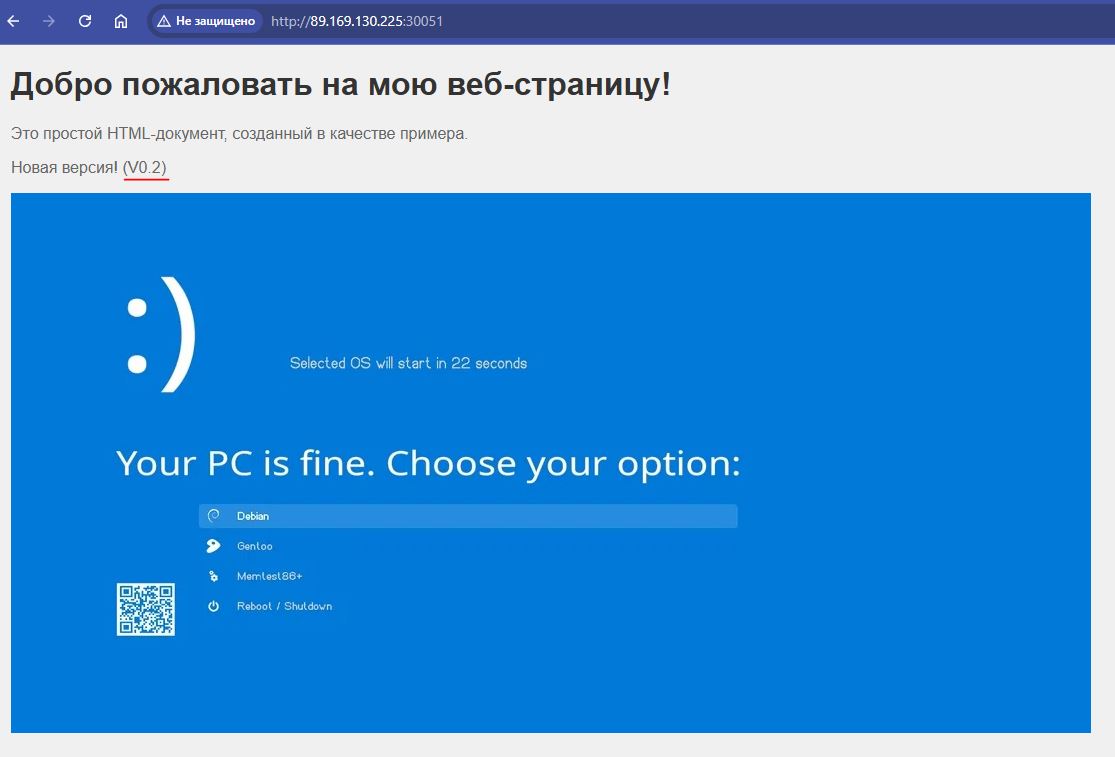 Не защищено http://89.169.130.225:30051
Добро пожаловать на мою веб-страницу!
Это простой HTML-документ, созданный в качестве примера.
Новая версия! (V0.2)
:)
Selected OS will start in 22 seconds
Your PC is fine. Choose your option:
Debian
Gentoo
Memtest86+
Reboot / Shutdown